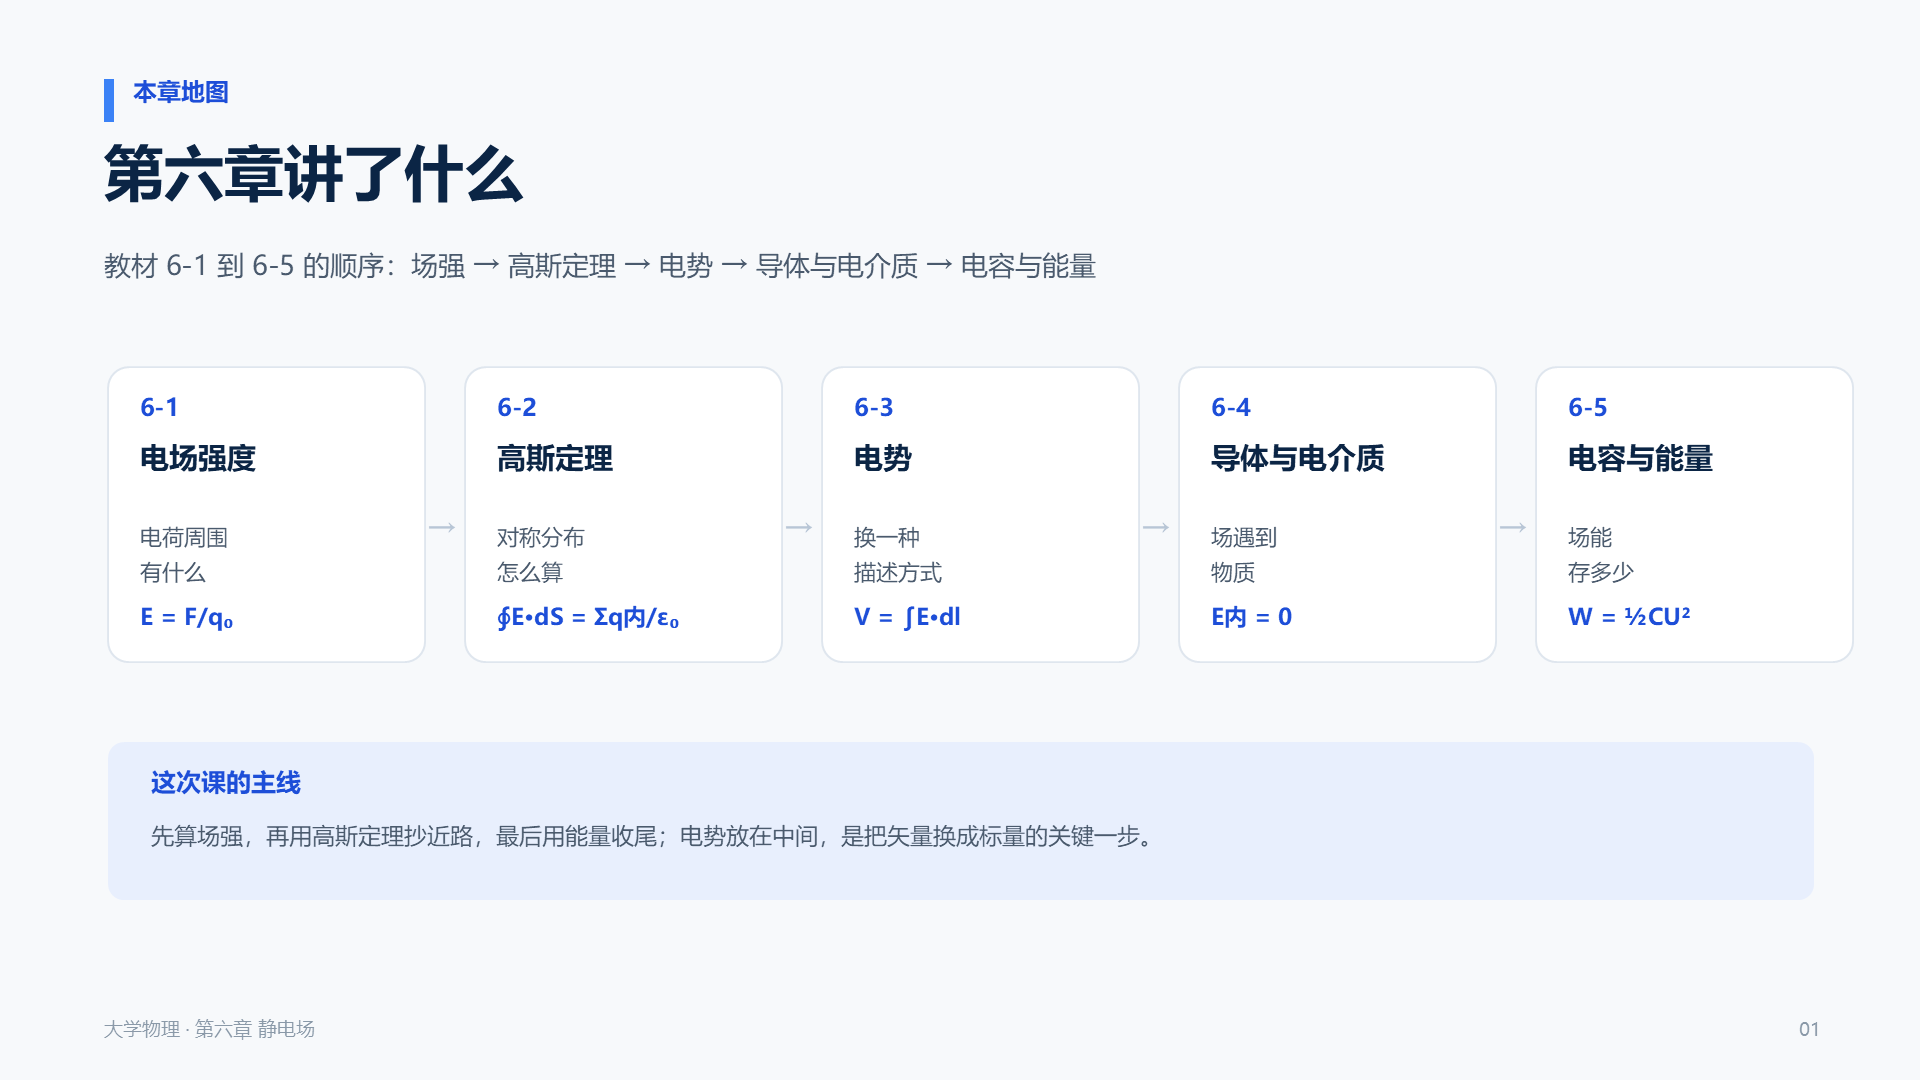 本章地图
第六章讲了什么
教材 6-1 到 6-5 的顺序：场强 → 高斯定理 → 电势 → 导体与电介质 → 电容与能量
6-1
电场强度
电荷周围
有什么
E = F/q₀
→
6-2
高斯定理
对称分布
怎么算
∮E•dS = Σq内/ε₀
→
6-3
电势
换一种
描述方式
V = ∫E•dl
→
6-4
导体与电介质
场遇到
物质
E内 = 0
→
6-5
电容与能量
场能
存多少
W = ½CU²
这次课的主线
先算场强，再用高斯定理抄近路，最后用能量收尾；电势放在中间，是把矢量换成标量的关键一步。
大学物理 · 第六章 静电场
01